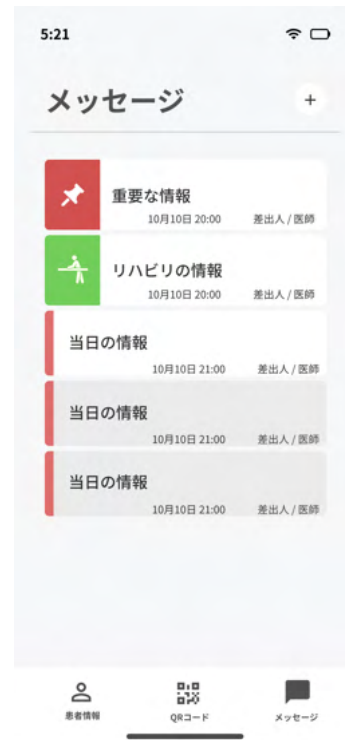 5:21
メッセージ
+
重要な情報
10月10日 20:00 差出人 / 医師
リハビリの情報
10月10日 20:00 差出人 / 医師
当日の情報
10月10日 21:00 差出人 / 医師
当日の情報
10月10日 21:00 差出人 / 医師
当日の情報
10月10日 21:00 差出人 / 医師
患者情報 QRコード メッセージ